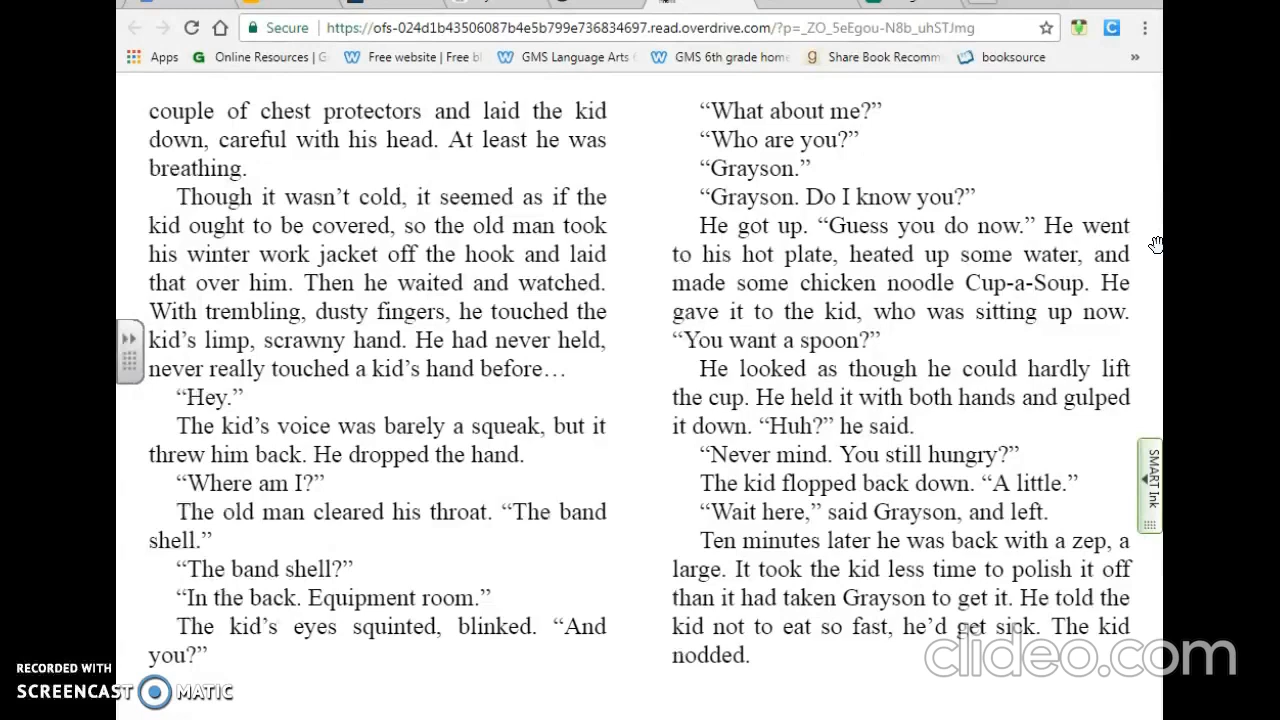 Secure https://ofs-024d1b43506087b4e5b799e736834697.read.overdrive.com/?p=_ZO_5eEgou-N8b_uhSTJmg
Apps Online Resources | G Free website | Free bl GMS Language Arts GMS 6th grade home Share Book Recomm booksource »
couple of chest protectors and laid the kid
down, careful with his head. At least he was
breathing.
Though it wasn’t cold, it seemed as if the
kid ought to be covered, so the old man took
his winter work jacket off the hook and laid
that over him. Then he waited and watched.
With trembling, dusty fingers, he touched the
kid’s limp, scrawny hand. He had never held,
never really touched a kid’s hand before…
“Hey.”
The kid’s voice was barely a squeak, but it
threw him back. He dropped the hand.
“Where am I?”
The old man cleared his throat. “The band
shell.”
“The band shell?”
“In the back. Equipment room.”
The kid’s eyes squinted, blinked. “And
you?”
“What about me?”
“Who are you?”
“Grayson.”
“Grayson. Do I know you?”
He got up. “Guess you do now.” He went
to his hot plate, heated up some water, and
made some chicken noodle Cup-a-Soup. He
gave it to the kid, who was sitting up now.
“You want a spoon?”
He looked as though he could hardly lift
the cup. He held it with both hands and gulped
it down. “Huh?” he said.
“Never mind. You still hungry?”
The kid flopped back down. “A little.”
“Wait here,” said Grayson, and left.
Ten minutes later he was back with a zep, a
large. It took the kid less time to polish it off
than it had taken Grayson to get it. He told the
kid not to eat so fast, he’d get sick. The kid
nodded.
SMART Ink
RECORDED WITH
SCREENCAST MATIC
clideo.com